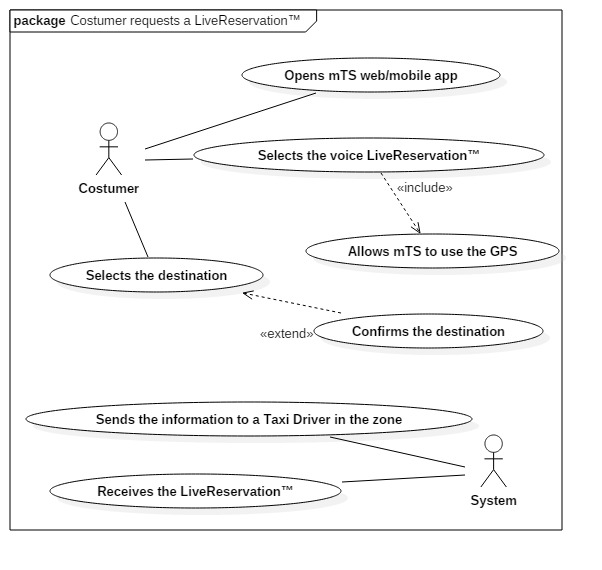 package Costumer requests a LiveReservation™
Opens mTS web/mobile app
Selects the voice LiveReservation™
Costumer
«include»
Allows mTS to use the GPS
Selects the destination
«extend»
Confirms the destination
Sends the information to a Taxi Driver in the zone
Receives the LiveReservation™
System